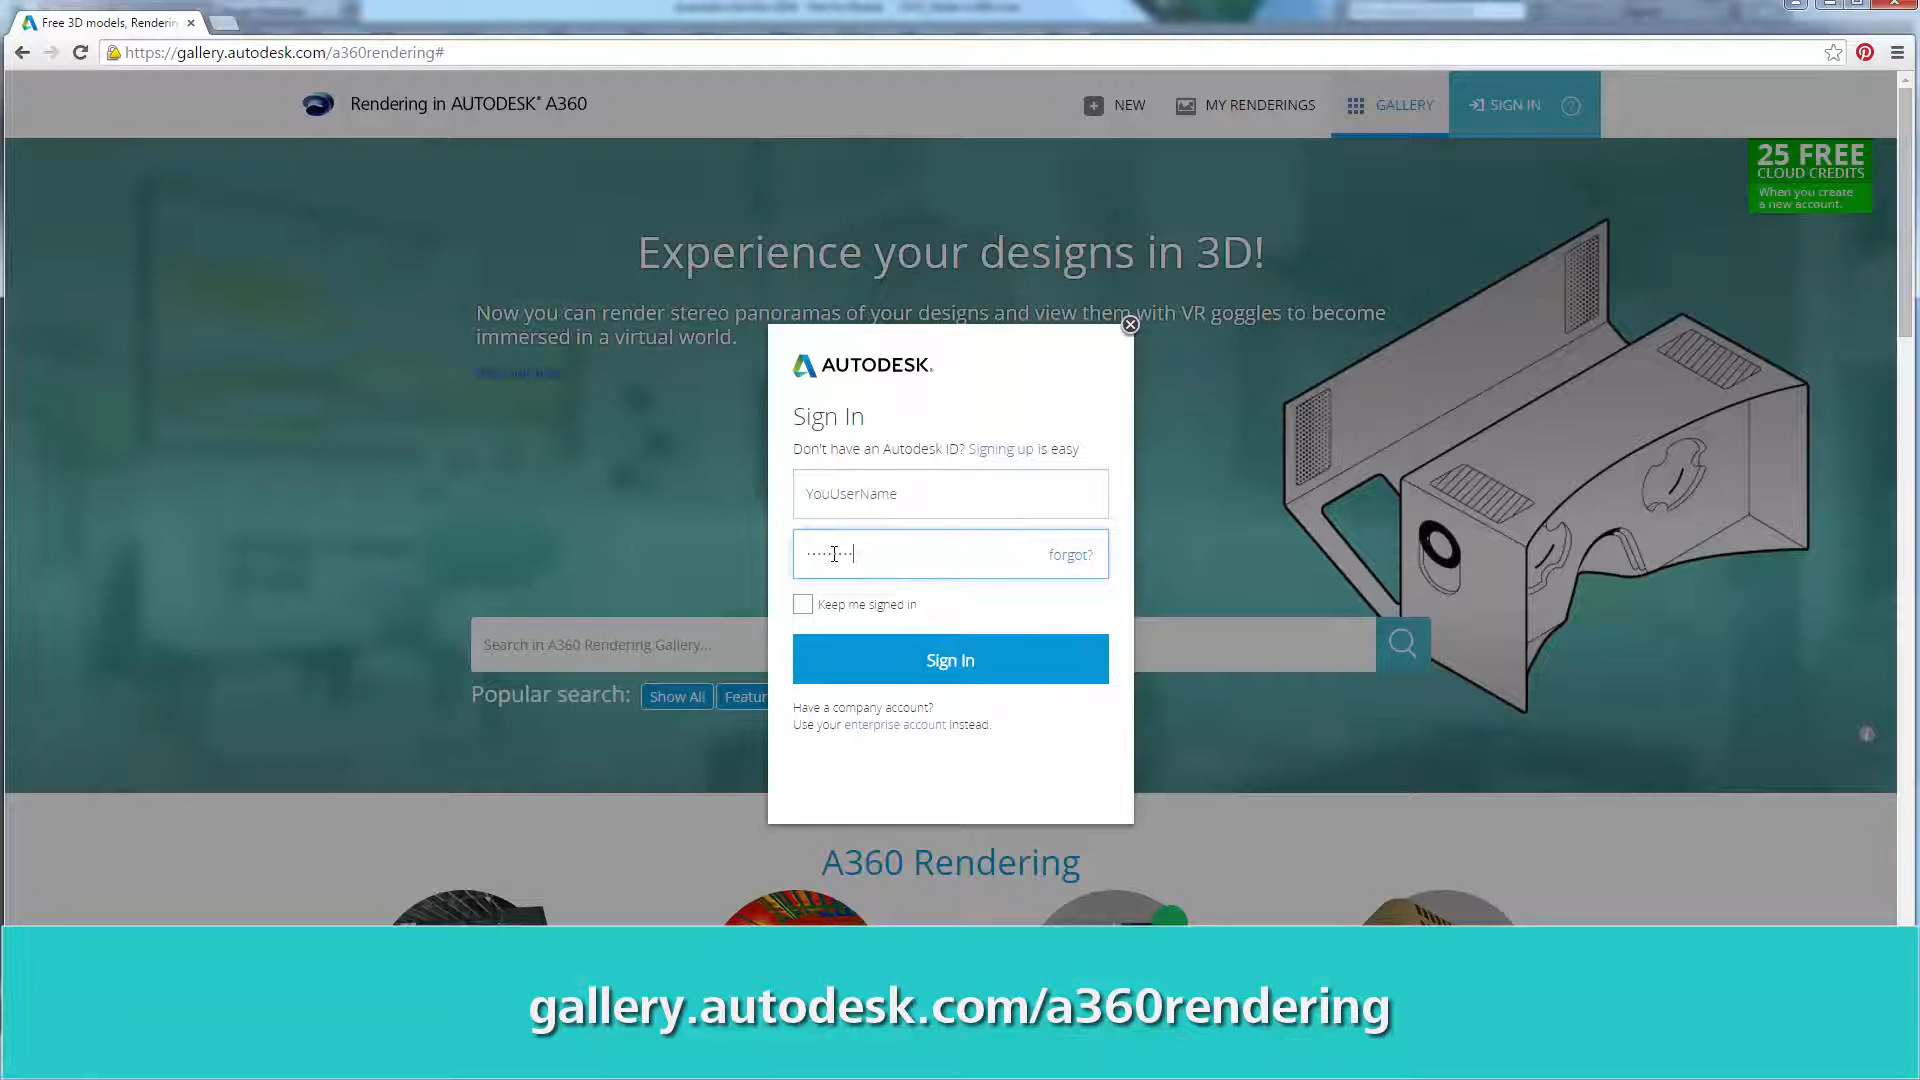 Free 3D models, Renderin
https://gallery.autodesk.com/a360rendering#
Rendering in AUTODESK® A360
NEW
MY RENDERINGS
GALLERY
SIGN IN
25 FREE
CLOUD CREDITS
When you create
a new account.
Experience your designs in 3D!
Now you can render stereo panoramas of your designs and view them with VR goggles to become
immersed in a virtual world.
AUTODESK.
Sign In
Don't have an Autodesk ID? Signing up is easy
YouUserName
forgot?
Keep me signed in
Sign In
Have a company account?
Use your enterprise account instead.
Search in A360 Rendering Gallery...
Popular search:
Show All
Featur
A360 Rendering
gallery.autodesk.com/a360rendering